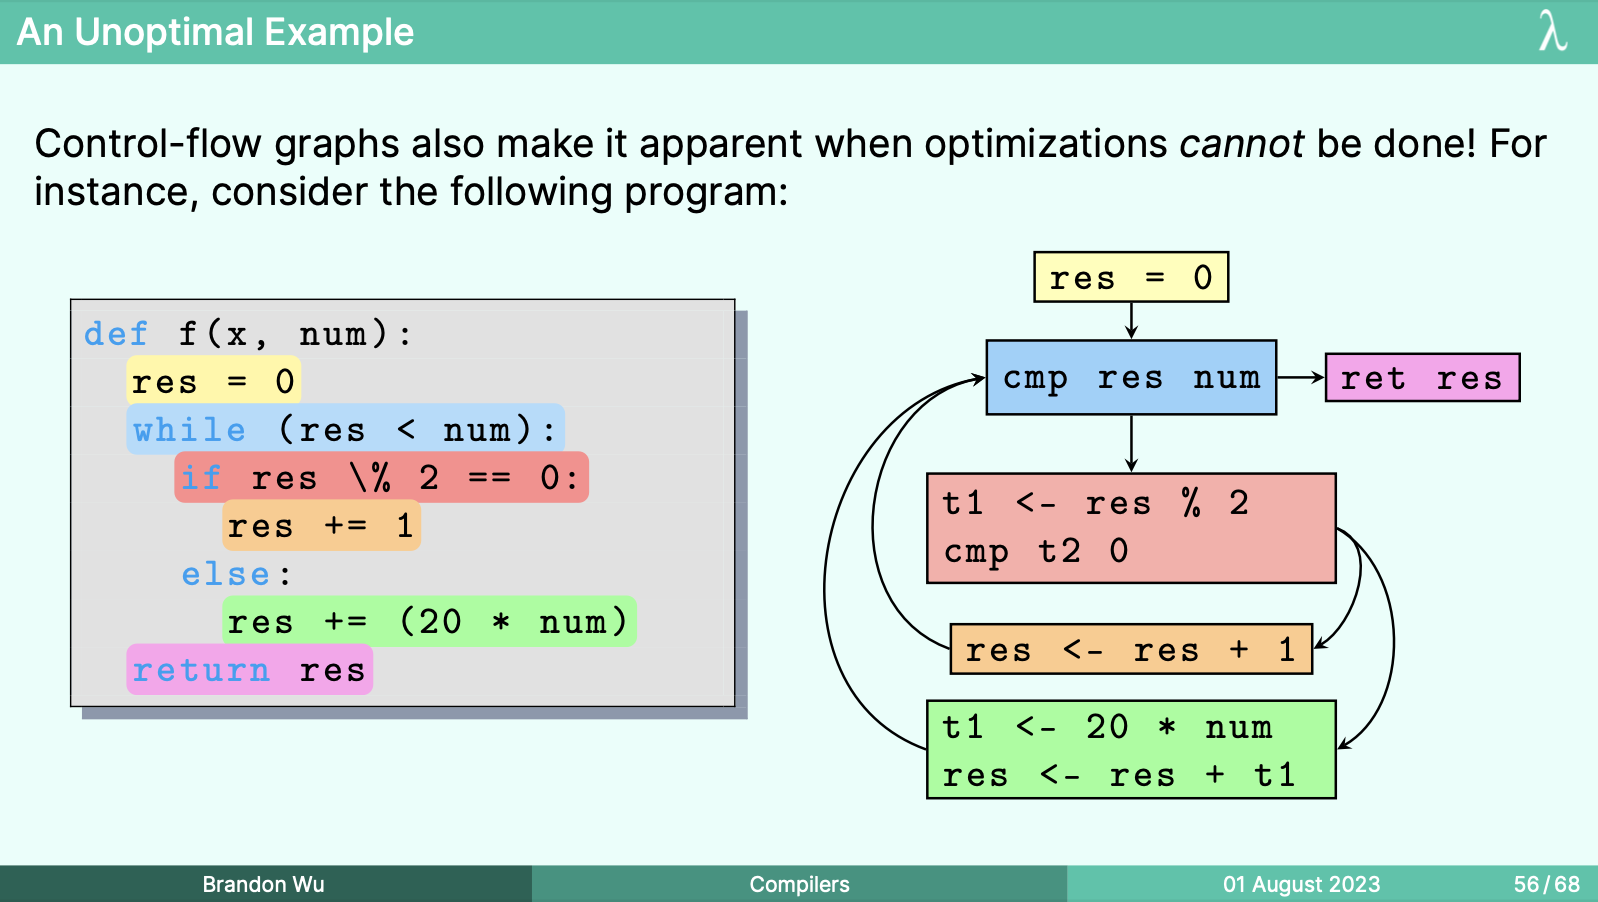 An Unoptimal Example
λ
Control-flow graphs also make it apparent when optimizations cannot be done! For
instance, consider the following program:
def f(x, num):
res = 0
while (res < num):
if res \% 2 == 0:
res += 1
else:
res += (20 * num)
return res
res = 0
cmp res num
ret res
t1 <- res % 2
cmp t2 0
res <- res + 1
t1 <- 20 * num
res <- res + t1
Brandon Wu
Compilers
01 August 2023
56/68